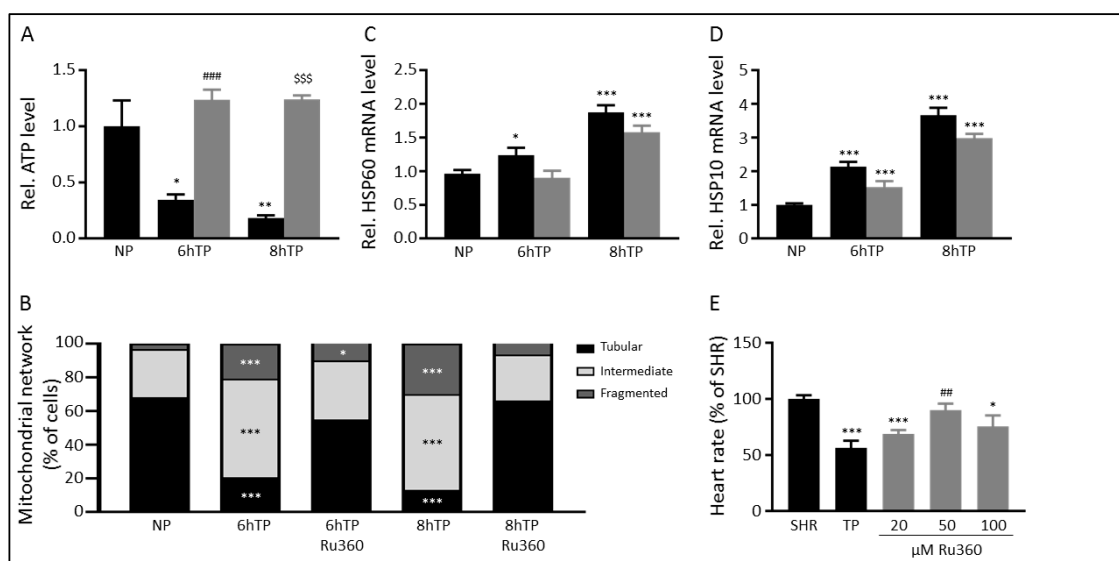 A
Rel. ATP level
1.5
1.0
0.5
0.0
*
###
**
$$$
NP 6hTP 8hTP
C
Rel. HSP60 mRNA level
2.5
2.0
1.5
1.0
0.5
0.0
*
***
***
NP 6hTP 8hTP
D
Rel. HSP10 mRNA level
5
4
3
2
1
0
***
***
***
***
NP 6hTP 8hTP
B
Mitochondrial network
(% of cells)
100
80
60
40
20
0
***
***
***
*
***
***
***
NP 6hTP 6hTP 8hTP 8hTP
Ru360 Ru360
Tubular
Intermediate
Fragmented
E
Heart rate (% of SHR)
150
100
50
0
***
***
##
*
SHR TP 20 50 100
µM Ru360